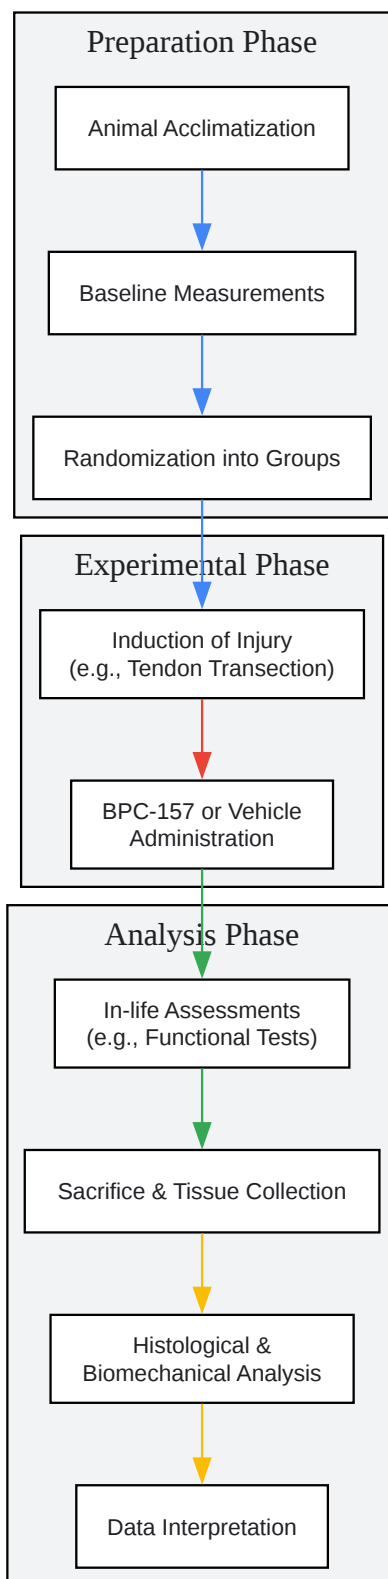 Preparation Phase
Animal Acclimatization
Baseline Measurements
Randomization into Groups
Experimental Phase
Induction of Injury
(e.g., Tendon Transection)
BPC-157 or Vehicle
Administration
Analysis Phase
In-life Assessments
(e.g., Functional Tests)
Sacrifice & Tissue Collection
Histological &
Biomechanical Analysis
Data Interpretation